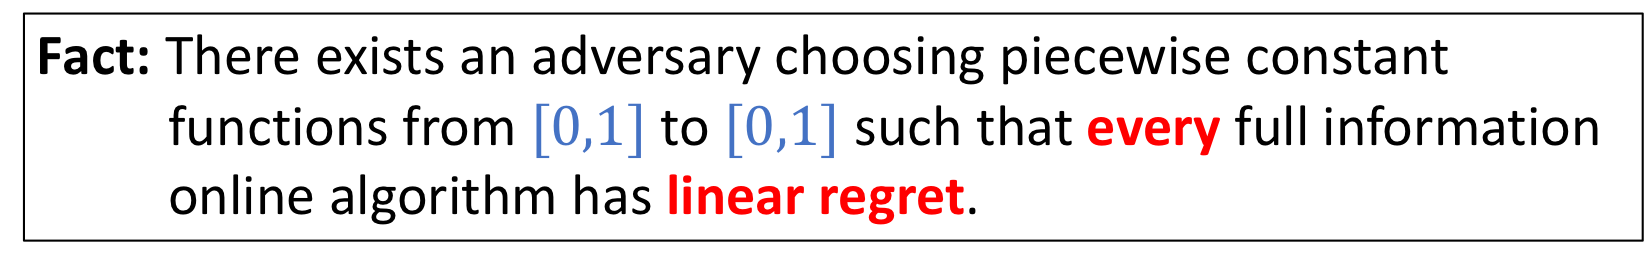 Fact: There exists an adversary choosing piecewise constant
functions from [0,1] to [0,1] such that every full information
online algorithm has linear regret.